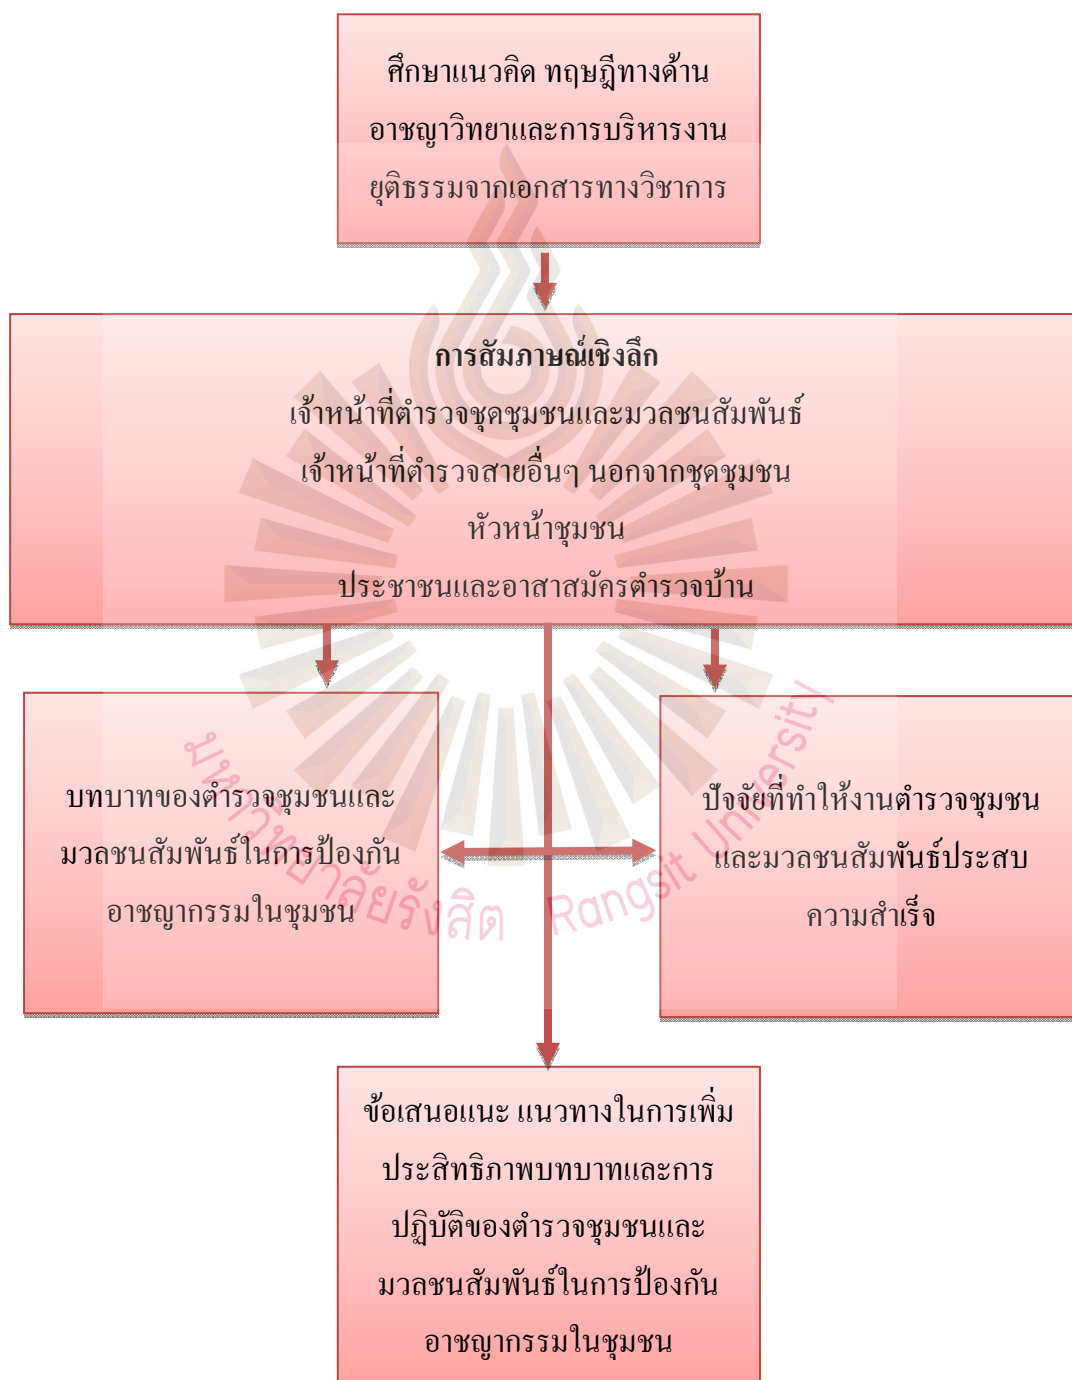 ศึกษาแนวคิด ทฤษฎีทางด้าน
อาชญาวิทยาและการบริหารงาน
ยุติธรรมจากเอกสารทางวิชาการ
การสัมภาษณ์เชิงลึก
เจ้าหน้าที่ตำรวจชุดชุมชนและมวลชนสัมพันธ์
เจ้าหน้าที่ตำรวจสายอื่นๆ นอกจากชุดชุมชน
หัวหน้าชุมชน
ประชาชนและอาสาสมัครตำรวจบ้าน
บทบาทของตำรวจชุมชนและ
มวลชนสัมพันธ์ในการป้องกัน
อาชญากรรมในชุมชน
ปัจจัยที่ทำให้งานตำรวจชุมชน
และมวลชนสัมพันธ์ประสบ
ความสำเร็จ
มหาวิทยาลัยรังสิต Rangsit University
ข้อเสนอแนะ แนวทางในการเพิ่ม
ประสิทธิภาพบทบาทและการ
ปฏิบัติของตำรวจชุมชนและ
มวลชนสัมพันธ์ในการป้องกัน
อาชญากรรมในชุมชน